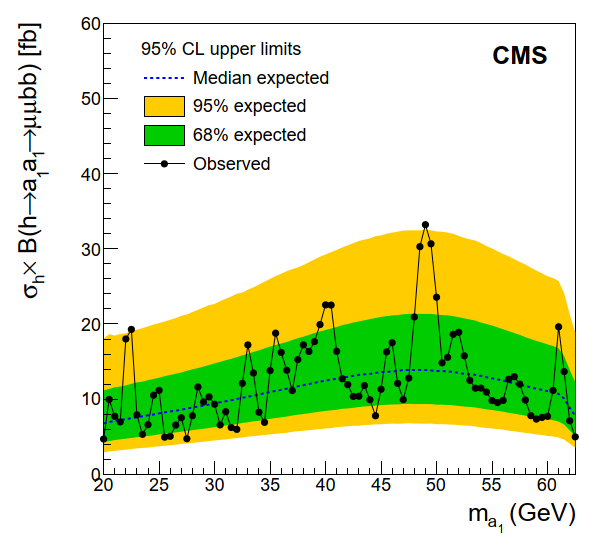 60
50
40
30
20
10
0
σh× B(h→a1a1→μμbb) [fb]
95% CL upper limits
CMS
Median expected
95% expected
68% expected
Observed
20 25 30 35 40 45 50 55 60
ma1 (GeV)